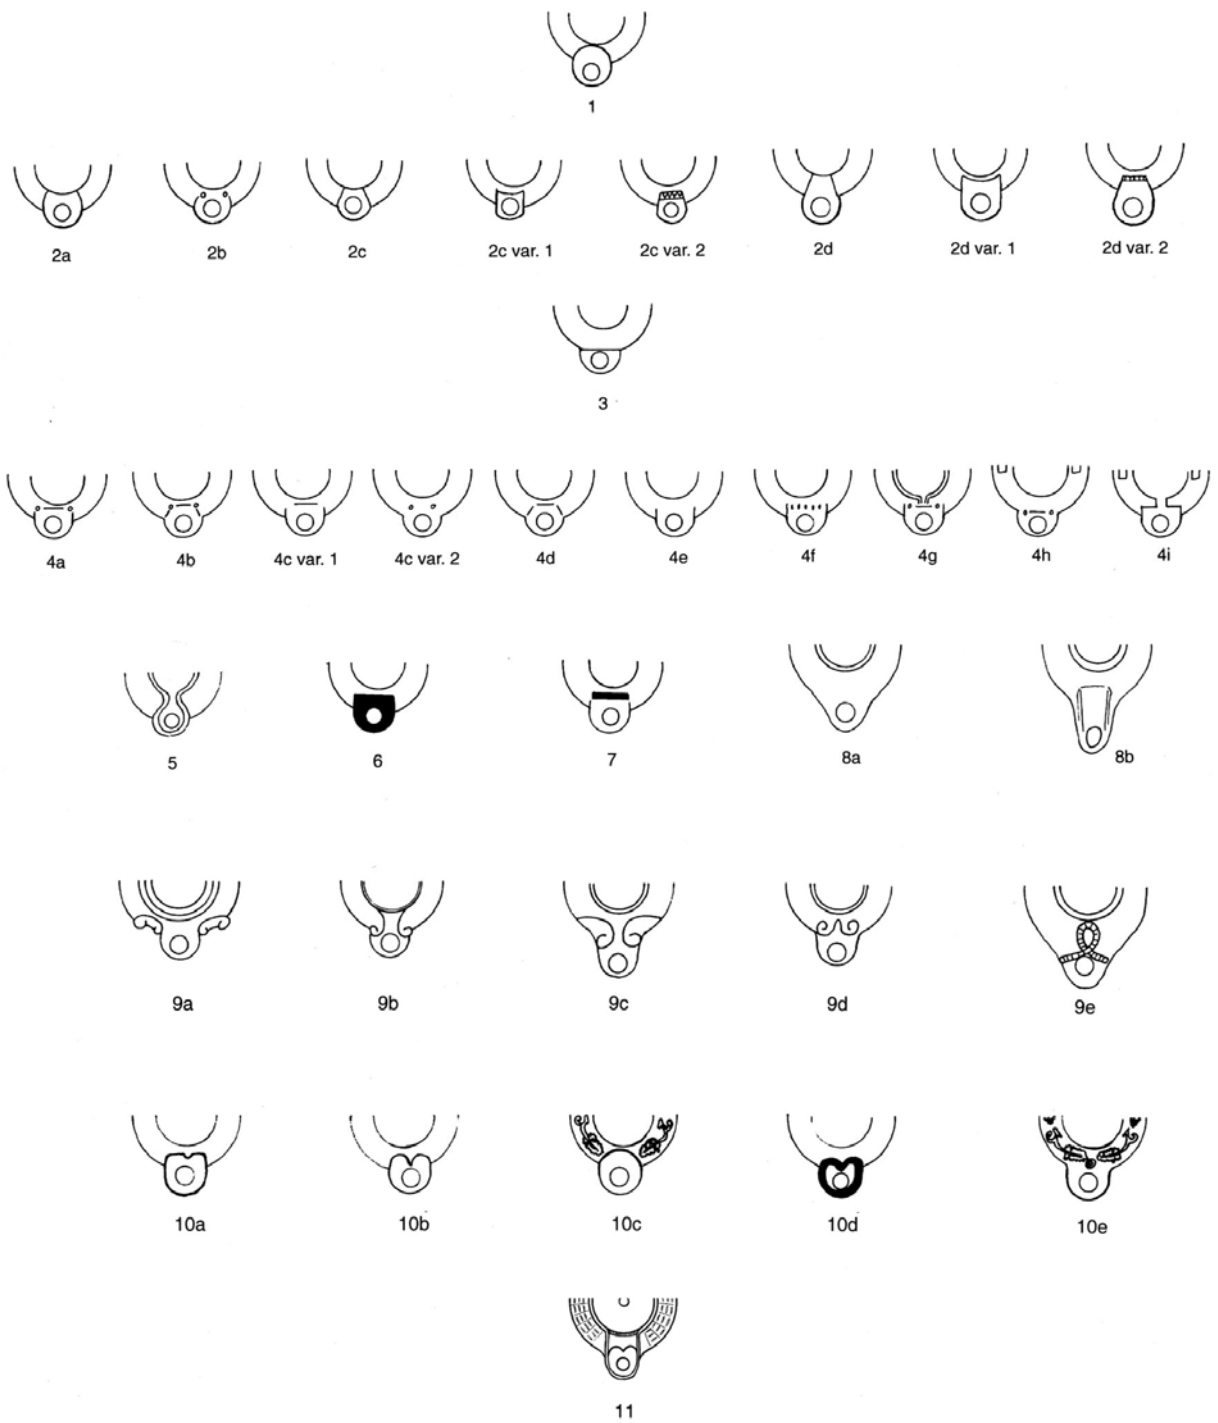 1
2a 2b 2c 2c var. 1 2c var. 2 2d 2d var. 1 2d var. 2
3
4a 4b 4c var. 1 4c var. 2 4d 4e 4f 4g 4h 4i
5 6 7 8a 8b
9a 9b 9c 9d 9e
10a 10b 10c 10d 10e
11